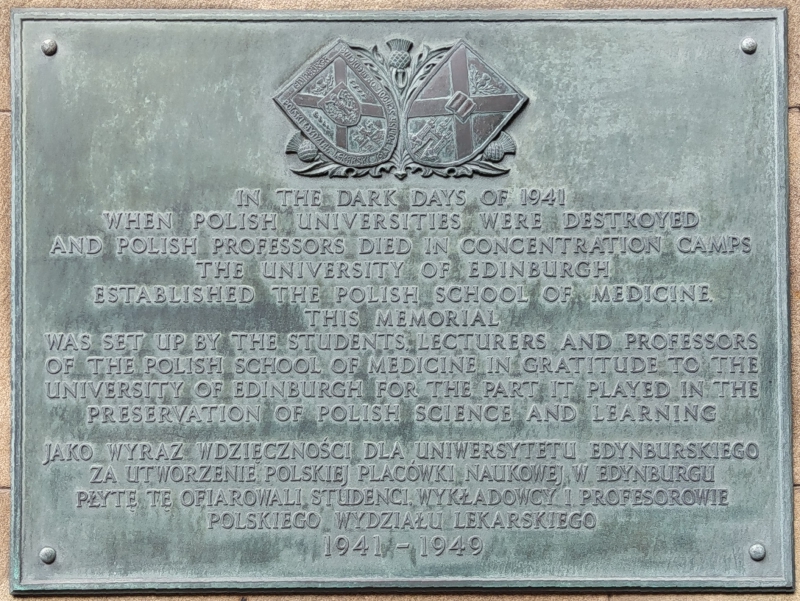 IN THE DARK DAYS OF 1941
WHEN POLISH UNIVERSITIES WERE DESTROYED
AND POLISH PROFESSORS DIED IN CONCENTRATION CAMPS
THE UNIVERSITY OF EDINBURGH
ESTABLISHED THE POLISH SCHOOL OF MEDICINE.
THIS MEMORIAL
WAS SET UP BY THE STUDENTS, LECTURERS AND PROFESSORS
OF THE POLISH SCHOOL OF MEDICINE IN GRATITUDE TO THE
UNIVERSITY OF EDINBURGH FOR THE PART IT PLAYED IN THE
PRESERVATION OF POLISH SCIENCE AND LEARNING
JAKO WYRAZ WDZIĘCZNOŚCI DLA UNIWERSYTETU EDYNBURSKIEGO
ZA UTWORZENIE POLSKIEJ PLACÓWKI NAUKOWEJ W EDYNBURGU
PŁYTĘ TĘ OFIAROWALI STUDENCI, WYKŁADOWCY I PROFESOROWIE
POLSKIEGO WYDZIAŁU LEKARSKIEGO
1941 – 1949